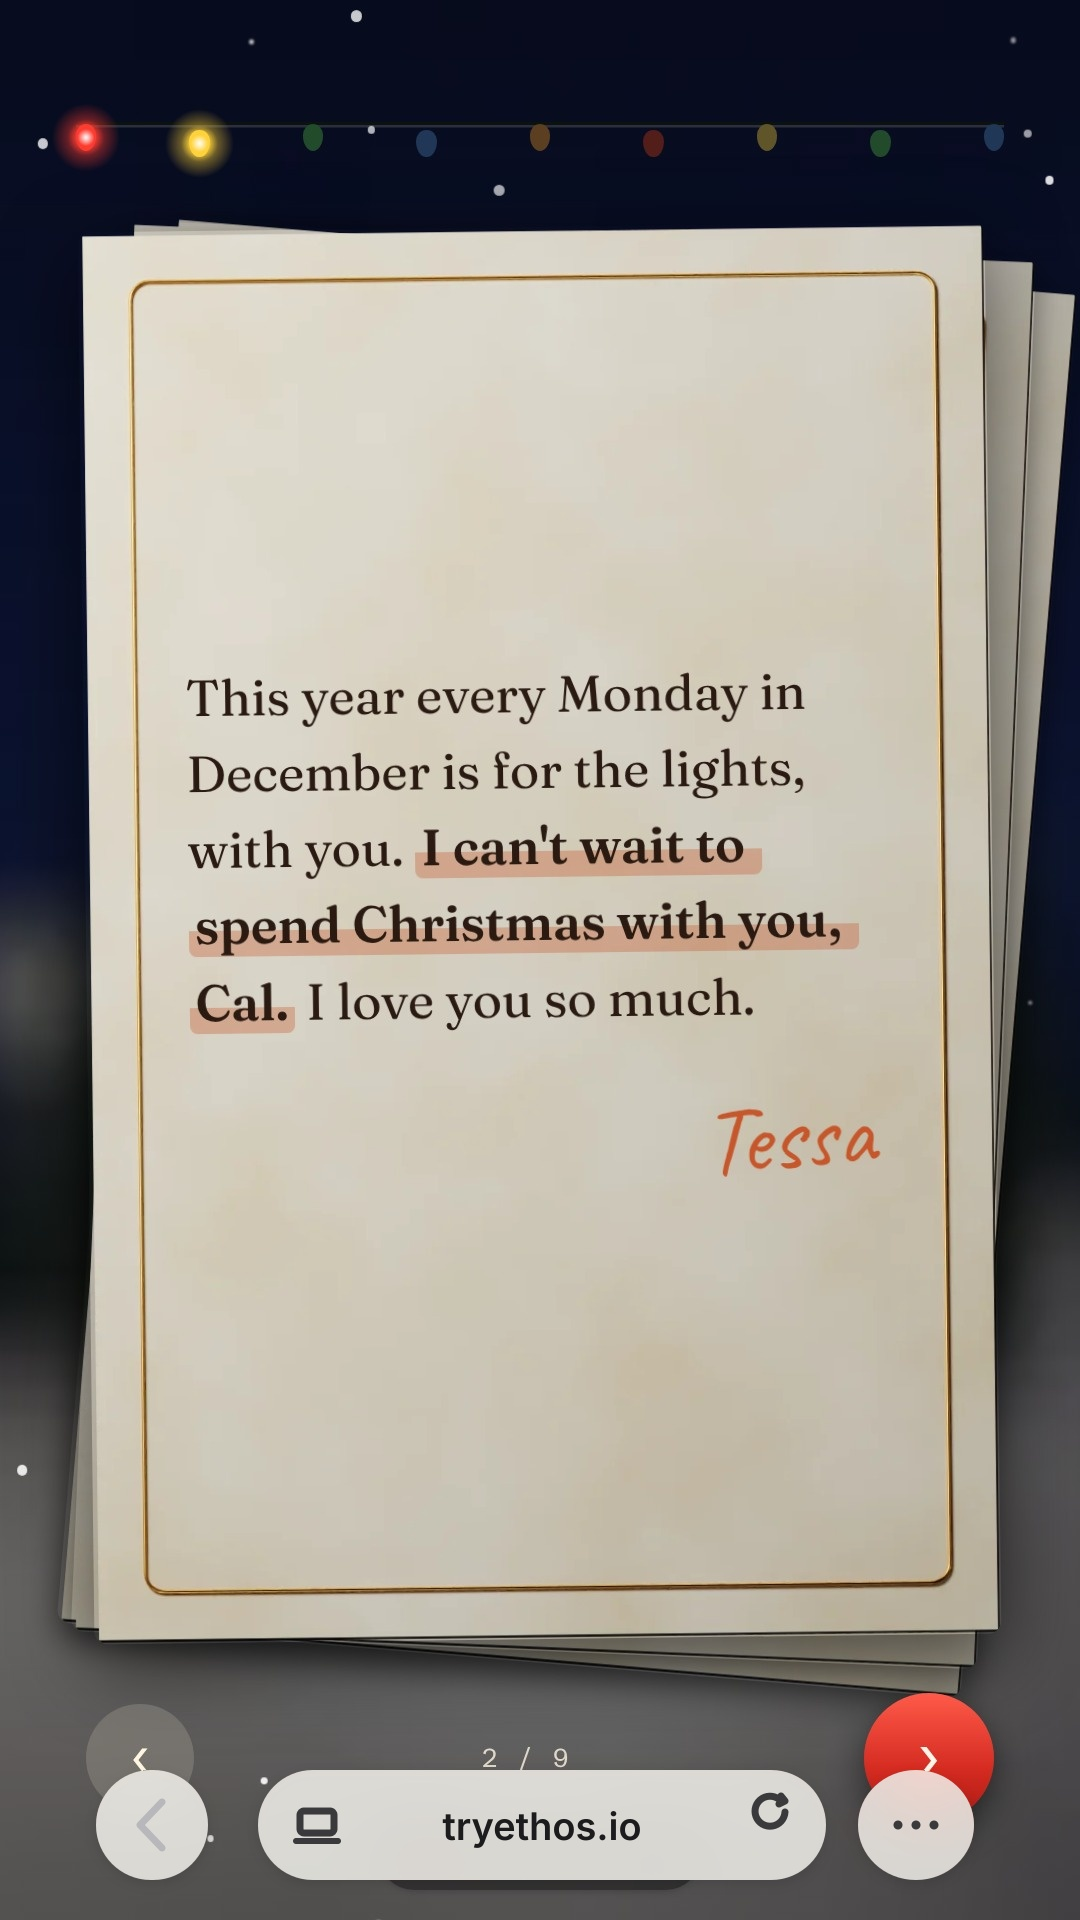 This year every Monday in
December is for the lights,
with you. I can't wait to
spend Christmas with you,
Cal. I love you so much.
Tessa
2 / 9
tryethos.io